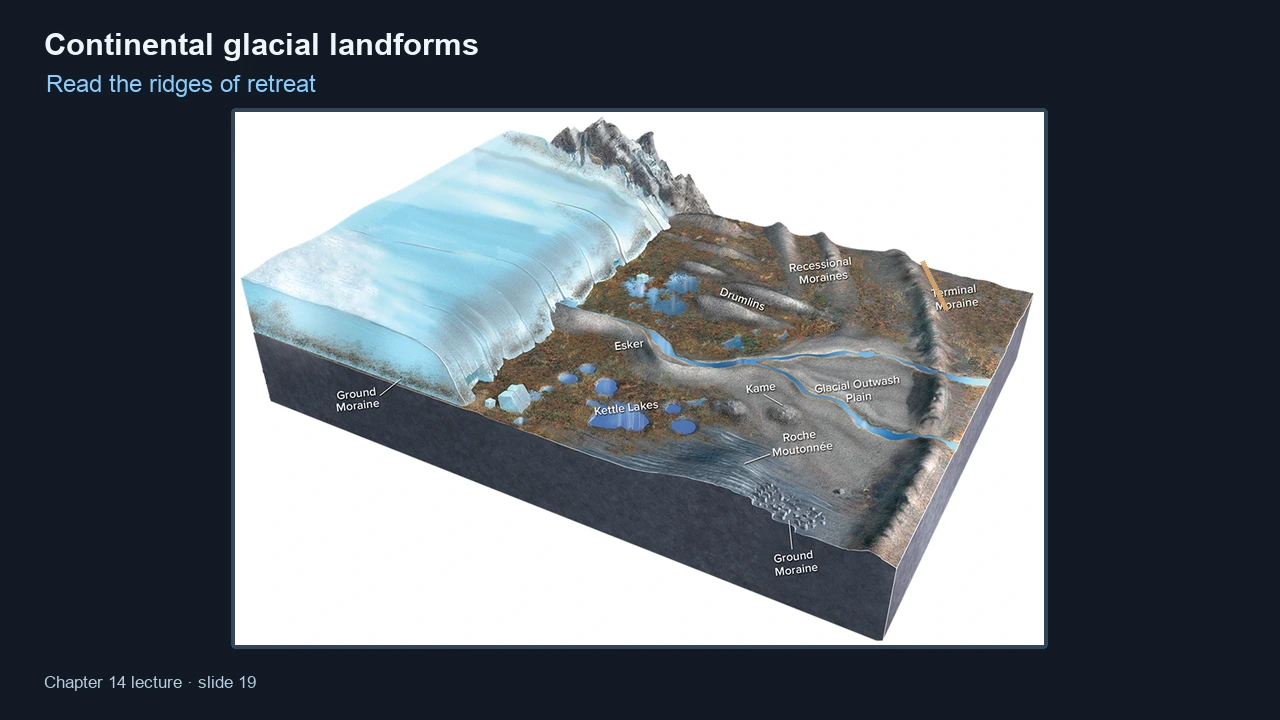 Continental glacial landforms
Read the ridges of retreat
Recessional
Moraines
Terminal
Moraine
Drumlins
Esker
Ground
Moraine
Kame
Glacial Outwash
Plain
Kettle Lakes
Roche
Moutonnée
Ground
Moraine
Chapter 14 lecture · slide 19